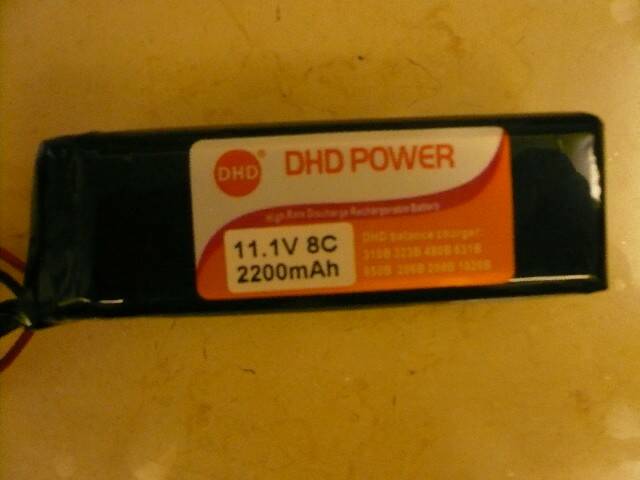 DHD®
DHD POWER
High Rate Discharge Rechargeable Battery
11.1V 8C
2200mAh
DHD balance charger: